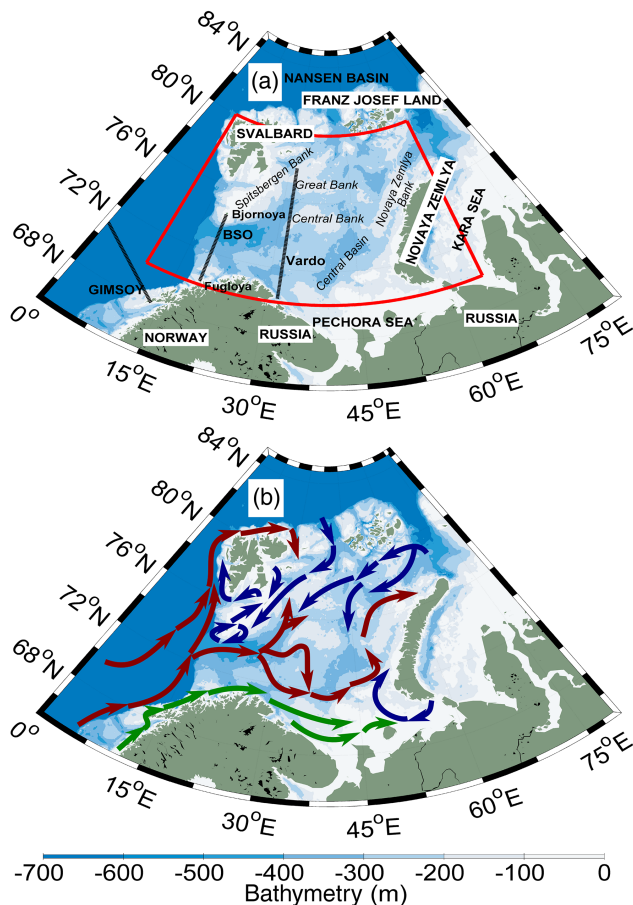 84°N
(a)
NANSEN BASIN
FRANZ JOSEF LAND
80°N
SVALBARD
76°N
Spitsbergen Bank
Great Bank
Novaya Zemlya
Bank
NOVAYA ZEMLYA
72°N
Bjornoya
Central Bank
KARA SEA
BSO
68°N
Vardo
Central Basin
GIMSOY
Fugloya
0°
NORWAY
RUSSIA
PECHORA SEA
RUSSIA
75°E
15°E
60°E
30°E
45°E
84°N
(b)
80°N
76°N
72°N
68°N
0°
75°E
15°E
60°E
30°E
45°E
-700 -600 -500 -400 -300 -200 -100 0
Bathymetry (m)